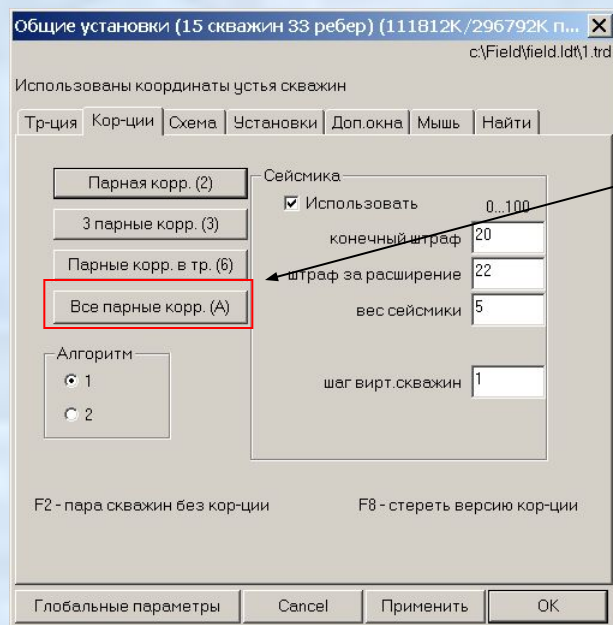 Общие установки (15 скважин 33 ребер) (111812K/296792K п...
c:\Field\field.ldt\1.trd
Использованы координаты устья скважин
Тр-ция Кор-ции Схема Установки Доп.окна Мышь Найти
Парная корр. (2)
3 парные корр. (3)
Парные корр. в тр. (6)
Все парные корр. (A)
Алгоритм
1
2
Сейсмика
Использовать 0...100
конечный штраф 20
штраф за расширение 22
вес сейсмики 5
шаг вирт.скважин 1
F2 - пара скважин без кор-ции F8 - стереть версию кор-ции
Глобальные параметры Cancel Применить OK